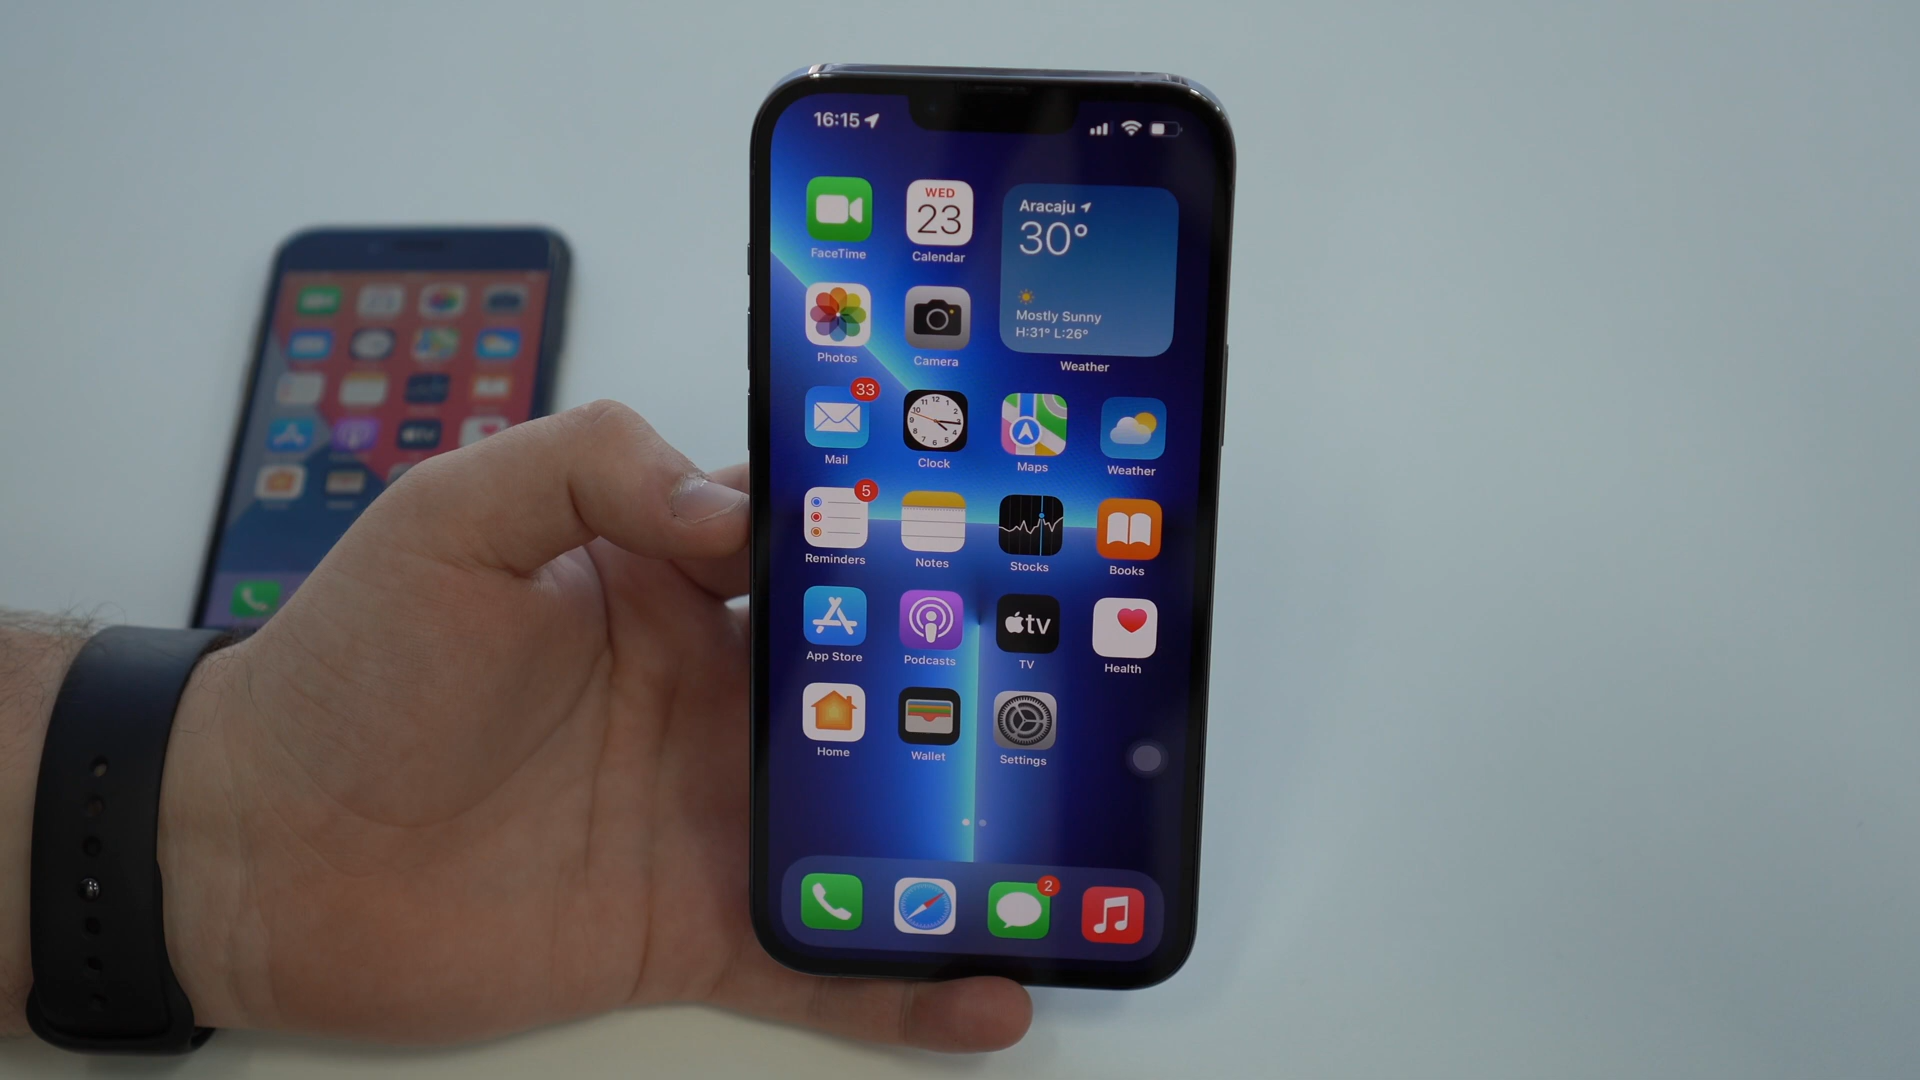 16:15
WED
23
Aracaju
30°
Mostly Sunny
H:31° L:26°
FaceTime
Calendar
Weather
Photos
Camera
33
Mail
Clock
Maps
Weather
5
Reminders
Notes
Stocks
Books
tv
App Store
Podcasts
TV
Health
Home
Wallet
Settings
2